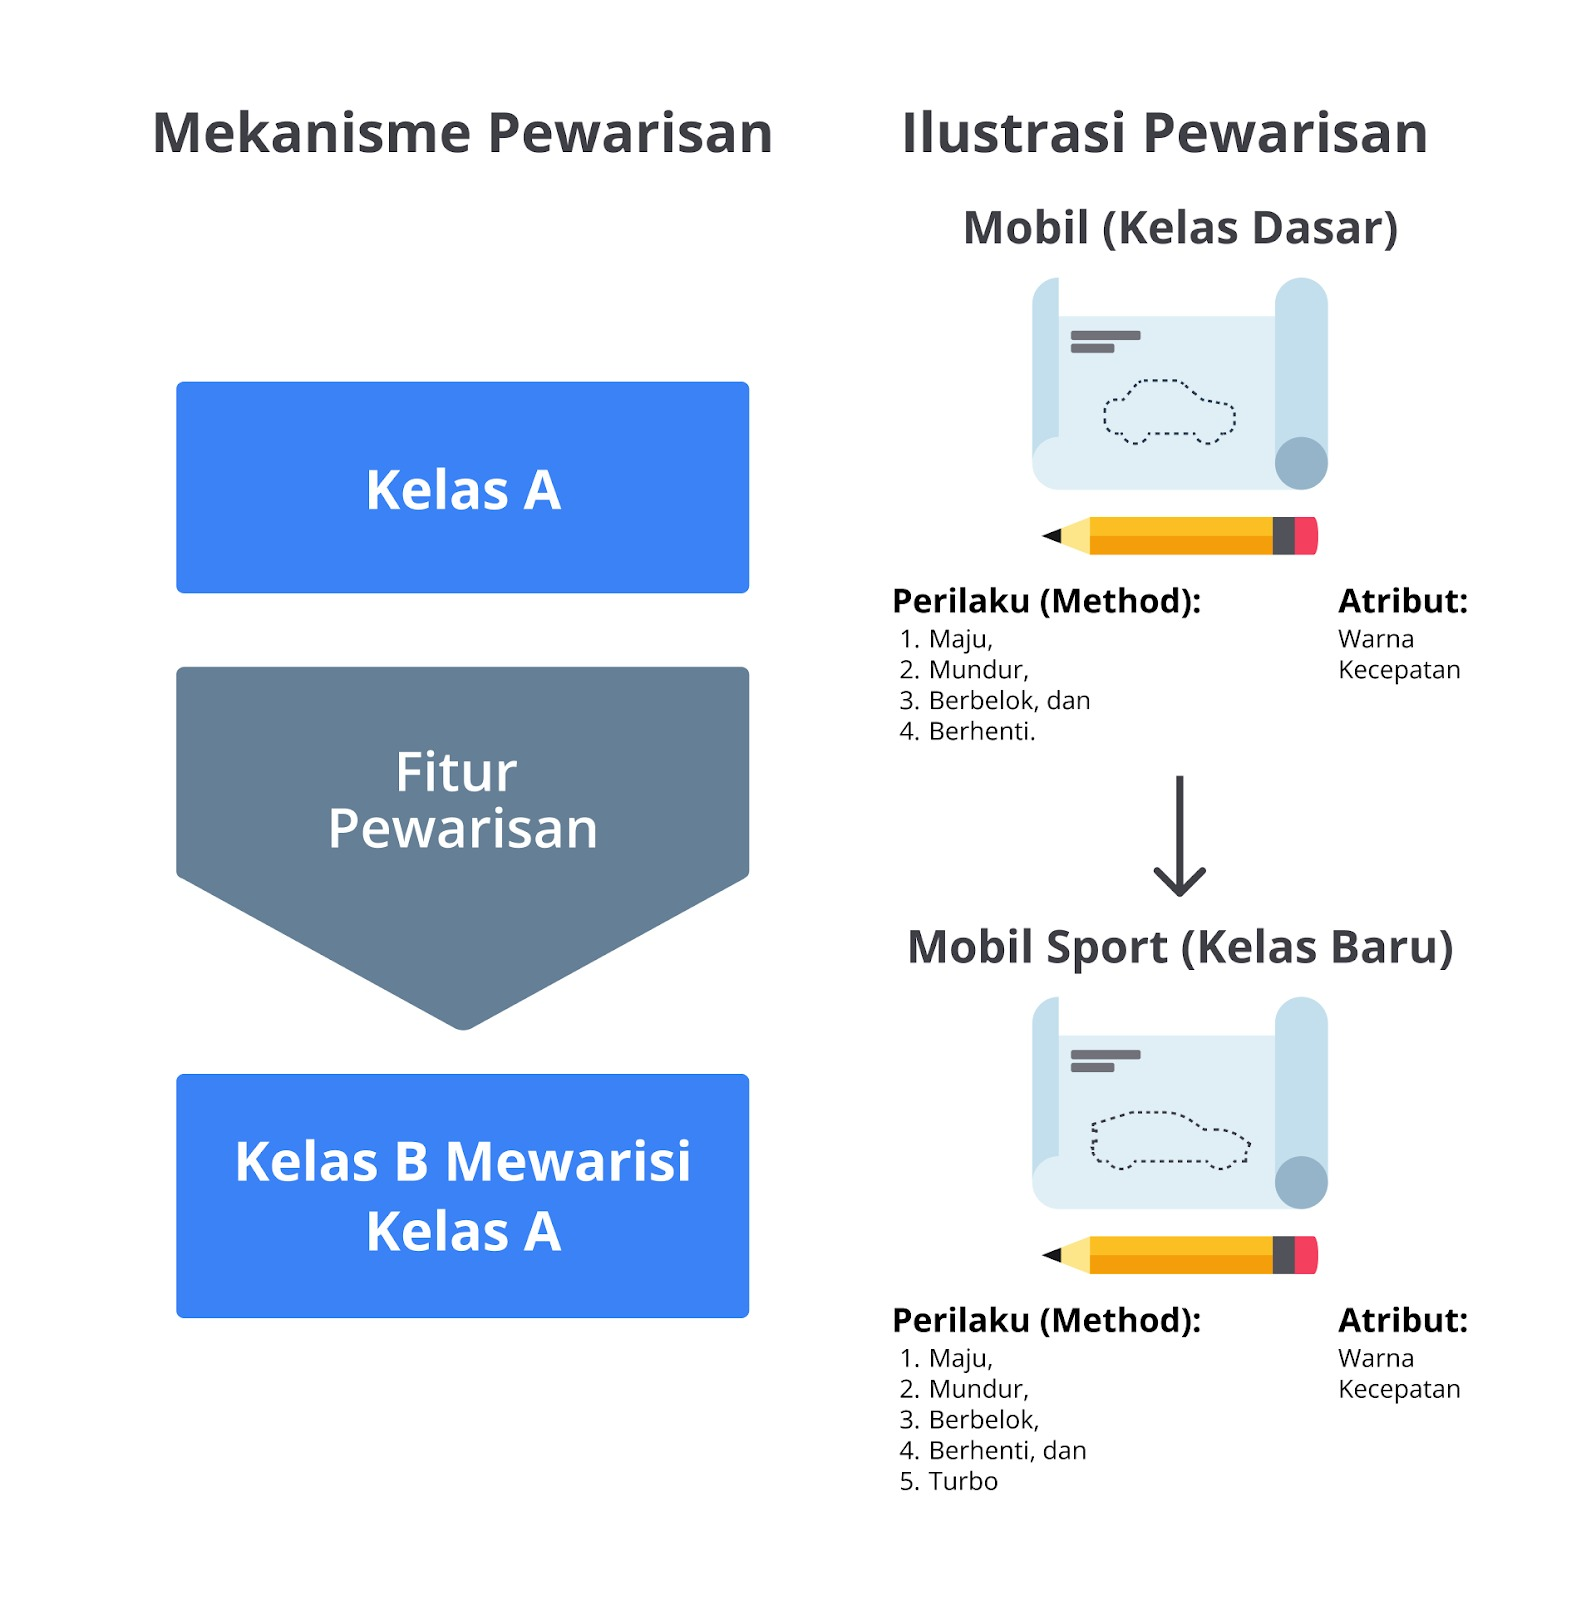 Mekanisme Pewarisan
Kelas A
Fitur
Pewarisan
Kelas B Mewarisi
Kelas A
Ilustrasi Pewarisan
Mobil (Kelas Dasar)
Perilaku (Method):
1. Maju,
2. Mundur,
3. Berbelok, dan
4. Berhenti.
Atribut:
Warna
Kecepatan
Mobil Sport (Kelas Baru)
Perilaku (Method):
1. Maju,
2. Mundur,
3. Berbelok,
4. Berhenti, dan
5. Turbo
Atribut:
Warna
Kecepatan